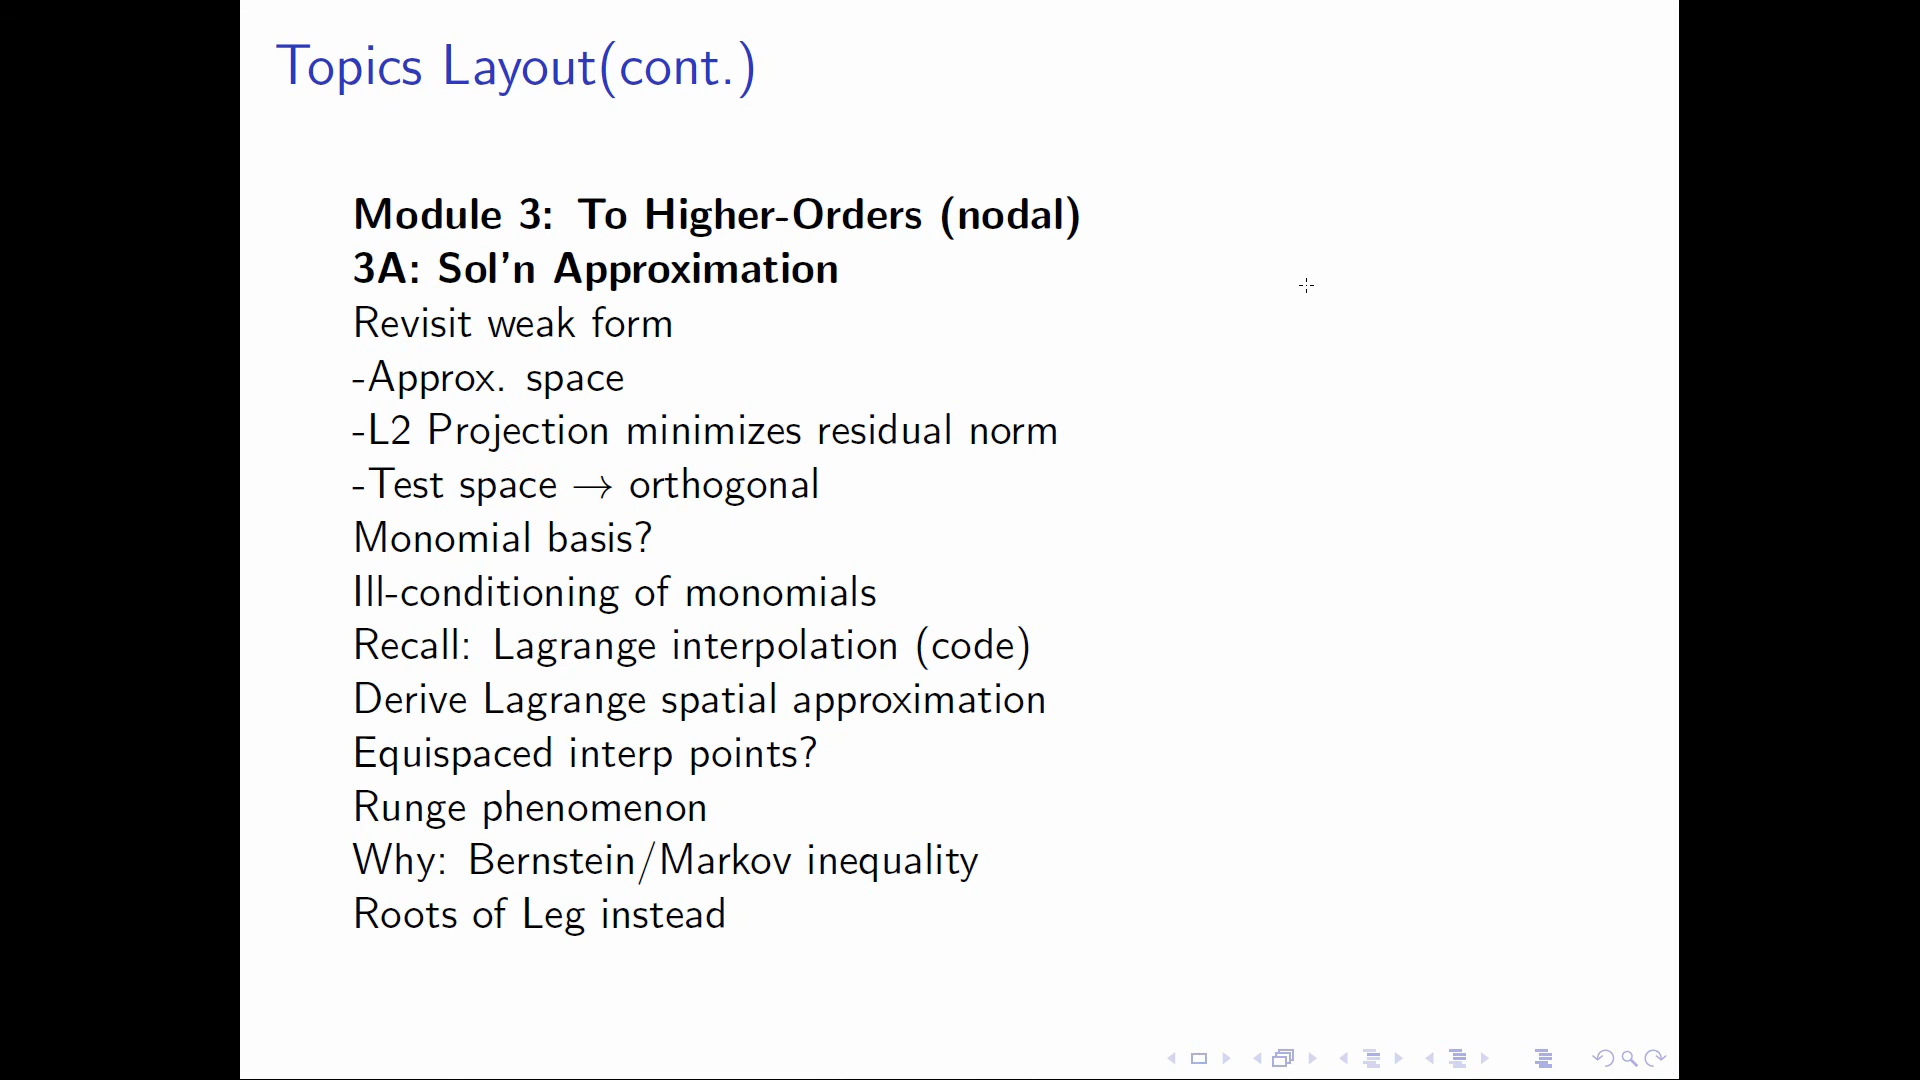 Topics Layout(cont.)
Module 3: To Higher-Orders (nodal)
3A: Sol'n Approximation
Revisit weak form
-Approx. space
-L2 Projection minimizes residual norm
-Test space → orthogonal
Monomial basis?
Ill-conditioning of monomials
Recall: Lagrange interpolation (code)
Derive Lagrange spatial approximation
Equispaced interp points?
Runge phenomenon
Why: Bernstein/Markov inequality
Roots of Leg instead